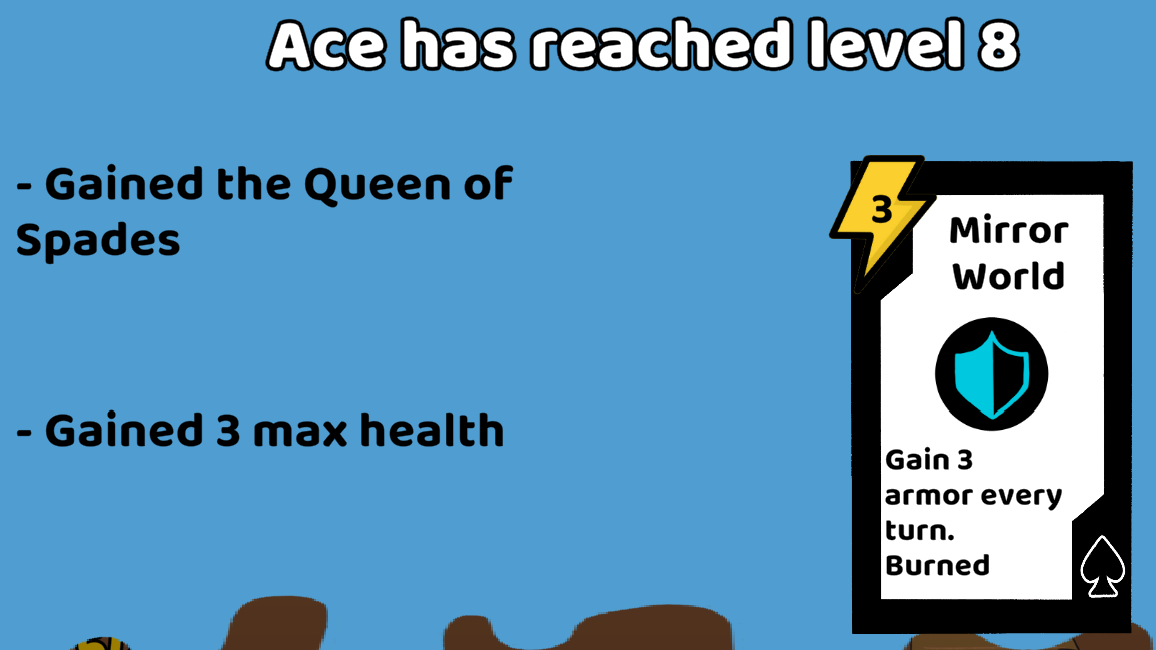 Ace has reached level 8
- Gained the Queen of
Spades
- Gained 3 max health
3
Mirror
World
Gain 3
armor every
turn.
Burned